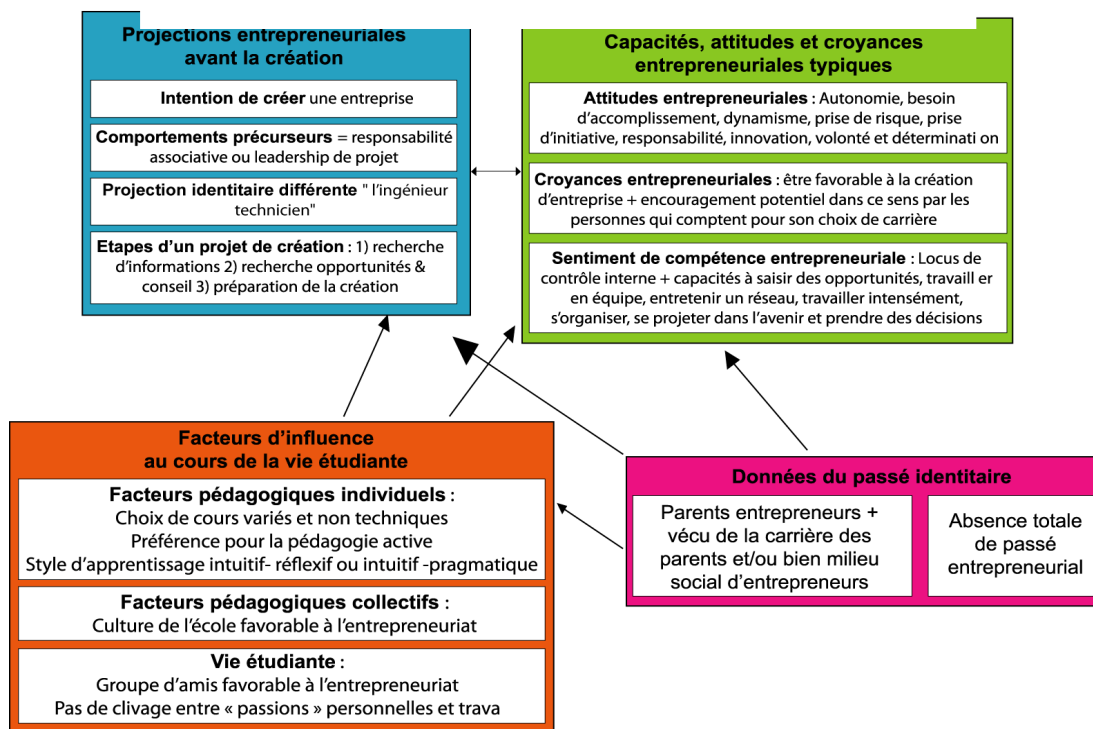 Projections entrepreneuriales
avant la création
Intention de créer une entreprise
Comportements précurseurs = responsabilité
associative ou leadership de projet
Projection identitaire différente " l'ingénieur
technicien"
Etapes d'un projet de création : 1) recherche
d'informations 2) recherche opportunités &
conseil 3) préparation de la création
Capacités, attitudes et croyances
entrepreneuriales typiques
Attitudes entrepreneuriales : Autonomie, besoin
d'accomplissement, dynamisme, prise de risque, prise
d'initiative, responsabilité, innovation, volonté et déterminati on
Croyances entrepreneuriales : être favorable à la création
d'entreprise + encouragement potentiel dans ce sens par les
personnes qui comptent pour son choix de carrière
Sentiment de compétence entrepreneuriale : Locus de
contrôle interne + capacités à saisir des opportunités, travaill er
en équipe, entretenir un réseau, travailler intensément,
s'organiser, se projeter dans l'avenir et prendre des décisions
Facteurs d'influence
au cours de la vie étudiante
Facteurs pédagogiques individuels :
Choix de cours variés et non techniques
Préférence pour la pédagogie active
Style d'apprentissage intuitif- réflexif ou intuitif -pragmatique
Facteurs pédagogiques collectifs :
Culture de l'école favorable à l'entrepreneuriat
Vie étudiante :
Groupe d'amis favorable à l'entrepreneuriat
Pas de clivage entre « passions » personnelles et trava
Données du passé identitaire
Parents entrepreneurs +
vécu de la carrière des
parents et/ou bien milieu
social d'entrepreneurs
Absence totale
de passé
entrepreneurial